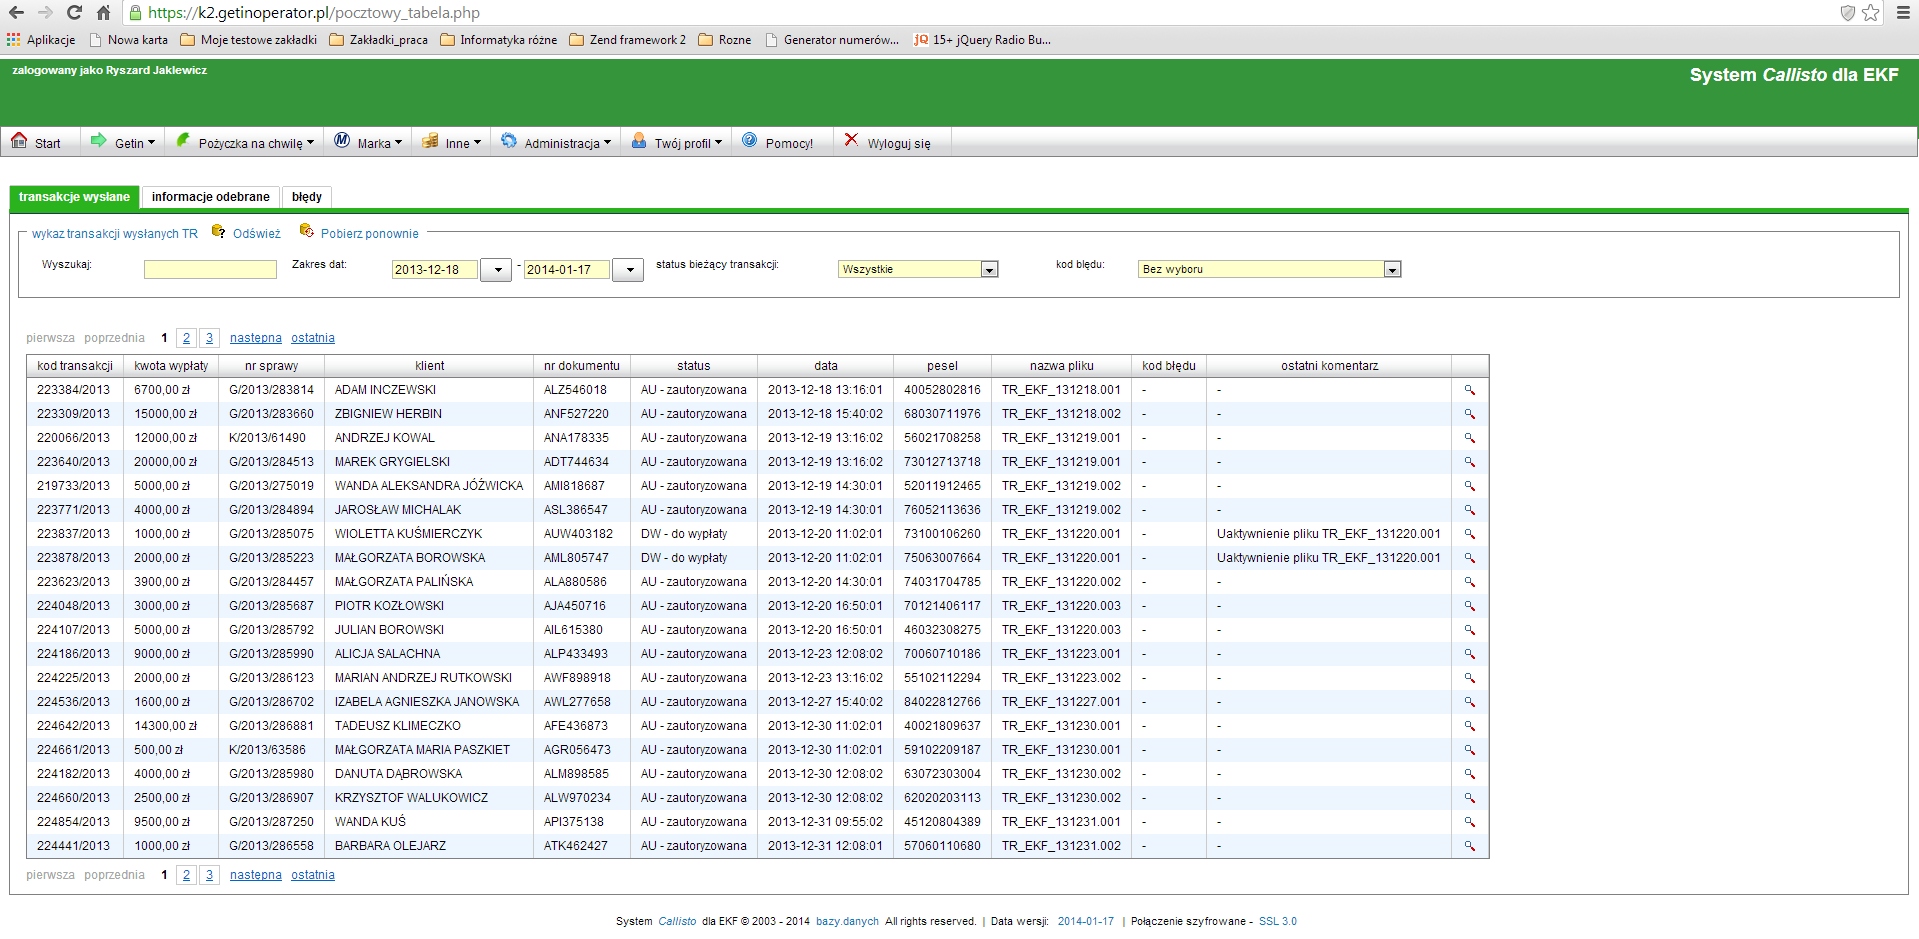 https://k2.getinoperator.pl/pocztowy_tabela.php
Aplikacje Nowa karta Moje testowe zakładki Zakładki_praca Informatyka różne Zend framework 2 Rozne Generator numerów... jQ 15+ jQuery Radio Bu...
zalogowany jako Ryszard Jaklewicz System Callisto dla EKF
Start Getin Pożyczka na chwilę Marka Inne Administracja Twój profil Pomocy! Wyloguj się
transakcje wysłane informacje odebrane błędy
wykaz transakcji wysłanych TR Odśwież Pobierz ponownie
Wyszukaj: Zakres dat: 2013-12-18 - 2014-01-17 status bieżący transakcji: Wszystkie kod błędu: Bez wyboru
pierwsza poprzednia 1 2 3 następna ostatnia
kod transakcji kwota wypłaty nr sprawy klient nr dokumentu status data pesel nazwa pliku kod błędu ostatni komentarz
223384/2013 6700,00 zł G/2013/283814 ADAM INCZEWSKI ALZ546018 AU - zautoryzowana 2013-12-18 13:16:01 40052802816 TR_EKF_131218.001 - -
223309/2013 15000,00 zł G/2013/283660 ZBIGNIEW HERBIN ANF527220 AU - zautoryzowana 2013-12-18 15:40:02 68030711976 TR_EKF_131218.002 - -
220066/2013 12000,00 zł K/2013/61490 ANDRZEJ KOWAL ANA178335 AU - zautoryzowana 2013-12-19 13:16:02 56021708258 TR_EKF_131219.001 - -
223640/2013 20000,00 zł G/2013/284513 MAREK GRYGIELSKI ADT744634 AU - zautoryzowana 2013-12-19 13:16:02 73012713718 TR_EKF_131219.001 - -
219733/2013 5000,00 zł G/2013/275019 WANDA ALEKSANDRA JÓŹWICKA AMI818687 AU - zautoryzowana 2013-12-19 14:30:01 52011912465 TR_EKF_131219.002 - -
223771/2013 4000,00 zł G/2013/284894 JAROSŁAW MICHALAK ASL386547 AU - zautoryzowana 2013-12-19 14:30:01 76052113636 TR_EKF_131219.002 - -
223837/2013 1000,00 zł G/2013/285075 WIOLETTA KUŚMIERCZYK AUW403182 DW - do wypłaty 2013-12-20 11:02:01 73100106260 TR_EKF_131220.001 - Uaktywnienie pliku TR_EKF_131220.001
223878/2013 2000,00 zł G/2013/285223 MAŁGORZATA BOROWSKA AML805747 DW - do wypłaty 2013-12-20 11:02:01 75063007664 TR_EKF_131220.001 - Uaktywnienie pliku TR_EKF_131220.001
223623/2013 3900,00 zł G/2013/284457 MAŁGORZATA PALIŃSKA ALA880586 AU - zautoryzowana 2013-12-20 14:30:01 74031704785 TR_EKF_131220.002 - -
224048/2013 3000,00 zł G/2013/285687 PIOTR KOZŁOWSKI AJA450716 AU - zautoryzowana 2013-12-20 16:50:01 70121406117 TR_EKF_131220.003 - -
224107/2013 5000,00 zł G/2013/285792 JULIAN BOROWSKI AIL615380 AU - zautoryzowana 2013-12-20 16:50:01 46032308275 TR_EKF_131220.003 - -
224186/2013 9000,00 zł G/2013/285990 ALICJA SALACHNA ALP433493 AU - zautoryzowana 2013-12-23 12:08:02 70060710186 TR_EKF_131223.001 - -
224225/2013 2000,00 zł G/2013/286123 MARIAN ANDRZEJ RUTKOWSKI AWF898918 AU - zautoryzowana 2013-12-23 13:16:02 55102112294 TR_EKF_131223.002 - -
224536/2013 1600,00 zł G/2013/286702 IZABELA AGNIESZKA JANOWSKA AWL277658 AU - zautoryzowana 2013-12-27 15:40:02 84022812766 TR_EKF_131227.001 - -
224642/2013 14300,00 zł G/2013/286881 TADEUSZ KLIMECZKO AFE436873 AU - zautoryzowana 2013-12-30 11:02:01 40021809637 TR_EKF_131230.001 - -
224661/2013 500,00 zł K/2013/63586 MAŁGORZATA MARIA PASZKIET AGR056473 AU - zautoryzowana 2013-12-30 11:02:01 59102209187 TR_EKF_131230.001 - -
224182/2013 4000,00 zł G/2013/285980 DANUTA DĄBROWSKA ALM898585 AU - zautoryzowana 2013-12-30 12:08:02 63072303004 TR_EKF_131230.002 - -
224660/2013 2500,00 zł G/2013/286907 KRZYSZTOF WALUKOWICZ ALW970234 AU - zautoryzowana 2013-12-30 12:08:02 62020203113 TR_EKF_131230.002 - -
224854/2013 9500,00 zł G/2013/287250 WANDA KUŚ API375138 AU - zautoryzowana 2013-12-31 09:55:02 45120804389 TR_EKF_131231.001 - -
224441/2013 1000,00 zł G/2013/286558 BARBARA OLEJARZ ATK462427 AU - zautoryzowana 2013-12-31 12:08:01 57060110680 TR_EKF_131231.002 - -
pierwsza poprzednia 1 2 3 następna ostatnia
System Callisto dla EKF © 2003 - 2014 bazy.danych All rights reserved. | Data wersji: 2014-01-17 | Połączenie szyfrowane - SSL 3.0